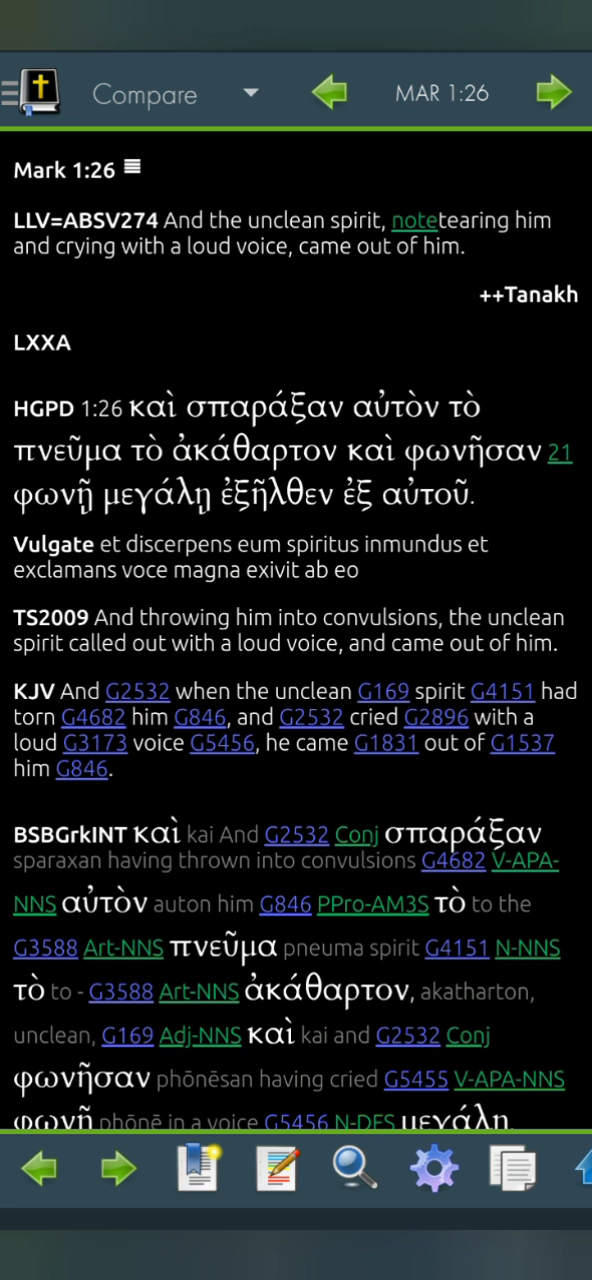 Compare
MAR 1:26
Mark 1:26
LLV=ABSV274 And the unclean spirit, notetearing him
and crying with a loud voice, came out of him.
++Tanakh
LXXA
HGPD 1:26 καὶ σπαράξαν αὐτὸν τὸ
πνεῦμα τὸ ἀκάθαρτον καὶ φωνῆσαν 21
φωνῇ μεγάλῃ ἐξῆλθεν ἐξ αὐτοῦ.
Vulgate et discerpens eum spiritus inmundus et
exclamans voce magna exivit ab eo
TS2009 And throwing him into convulsions, the unclean
spirit called out with a loud voice, and came out of him.
KJV And G2532 when the unclean G169 spirit G4151 had
torn G4682 him G846, and G2532 cried G2896 with a
loud G3173 voice G5456, he came G1831 out of G1537
him G846.
BSBGrkINT καὶ kai And G2532 Conj σπαράξαν
sparaxan having thrown into convulsions G4682 V-APA-
NNS αὐτὸν auton him G846 PPro-AM3S τὸ to the
G3588 Art-NNS πνεῦμα pneuma spirit G4151 N-NNS
τὸ to - G3588 Art-NNS ἀκάθαρτον, akatharton,
unclean, G169 Adj-NNS καὶ kai and G2532 Conj
φωνῆσαν phōnēsan having cried G5455 V-APA-NNS
φωνῇ phōnē in a voice G5456 N-DFS μεγάλῃ